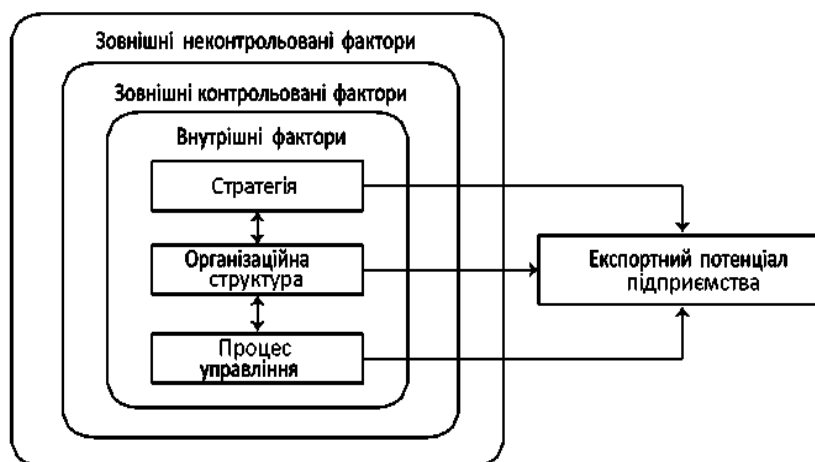 Зовнішні неконтрольовані фактори
Зовнішні контрольовані фактори
Внутрішні фактори
Стратегія
Організаційна
структура
Процес
управління
Експортний потенціал
підприємства